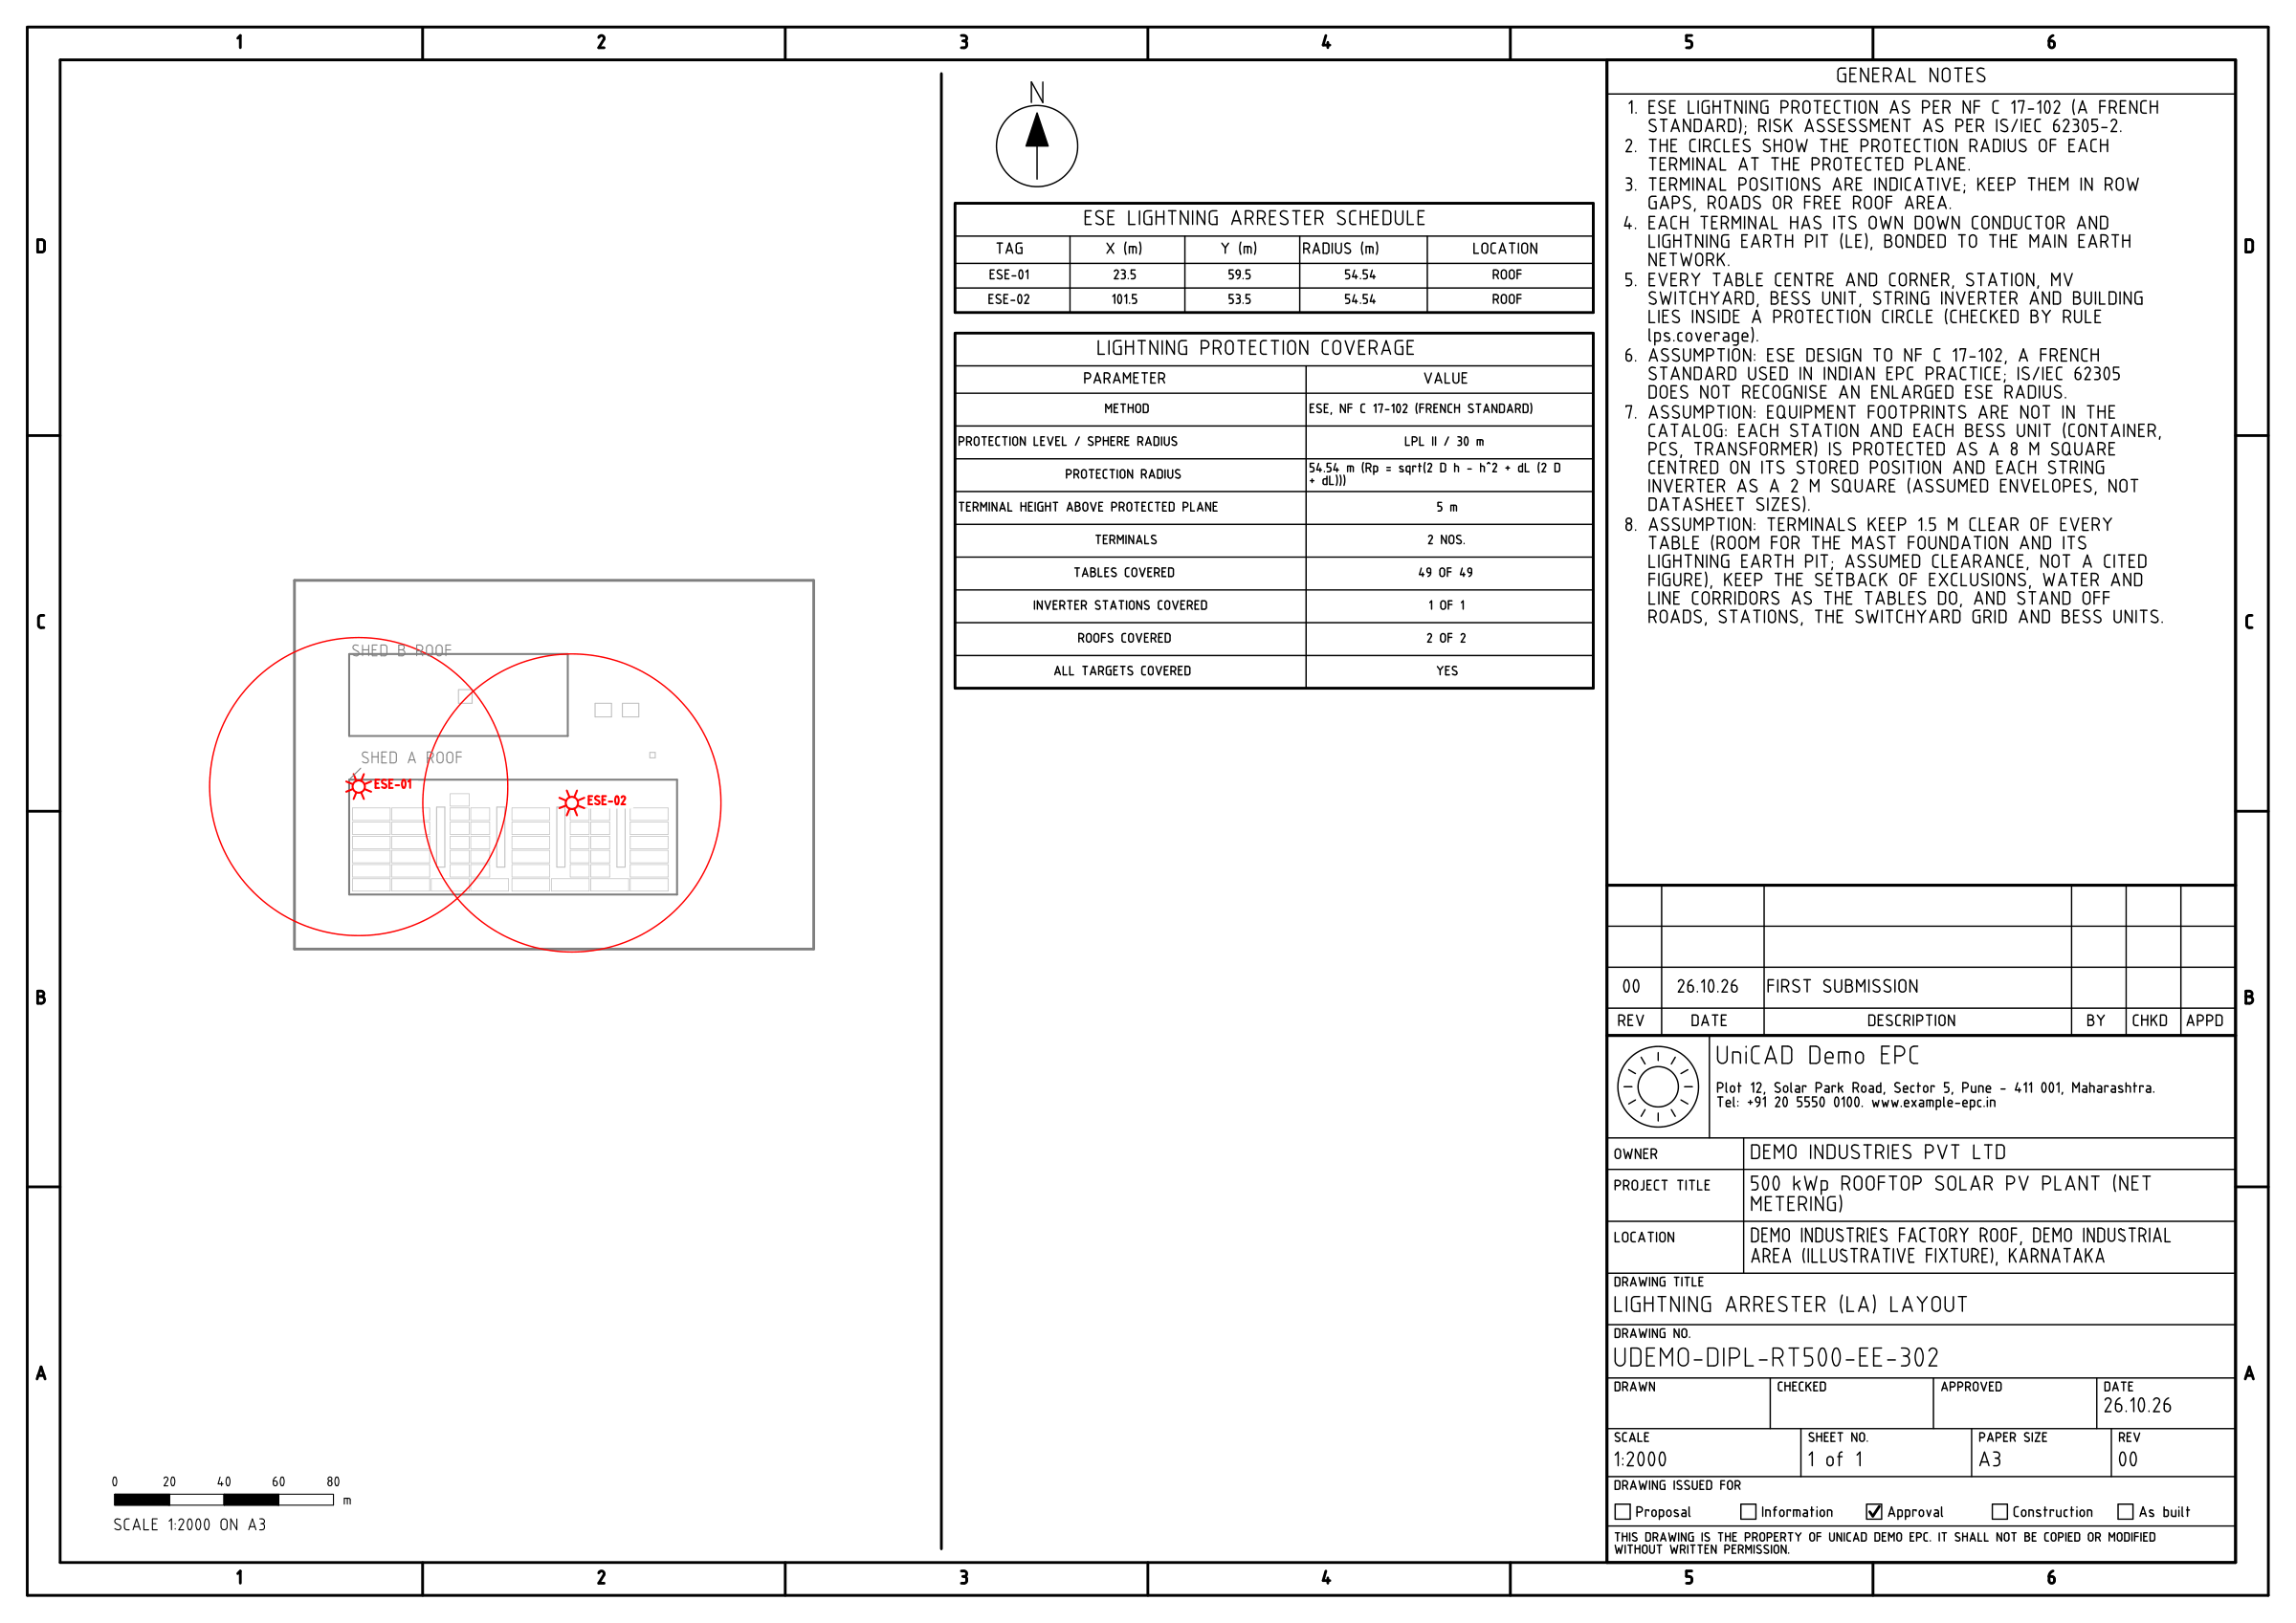 1 2 3 4 5 6
D
D
C
C
B
B
A
A
N
ESE LIGHTNING ARRESTER SCHEDULE
TAG X (m) Y (m) RADIUS (m) LOCATION
ESE-01 23.5 59.5 54.54 ROOF
ESE-02 101.5 53.5 54.54 ROOF
LIGHTNING PROTECTION COVERAGE
PARAMETER VALUE
METHOD ESE, NF C 17-102 (FRENCH STANDARD)
PROTECTION LEVEL / SPHERE RADIUS LPL II / 30 m
PROTECTION RADIUS 54.54 m (Rp = sqrt(2 D h - h^2 + dL (2 D
+ dL)))
TERMINAL HEIGHT ABOVE PROTECTED PLANE 5 m
TERMINALS 2 NOS.
TABLES COVERED 49 OF 49
INVERTER STATIONS COVERED 1 OF 1
ROOFS COVERED 2 OF 2
ALL TARGETS COVERED YES
SHED B ROOF
SHED A ROOF
ESE-01
ESE-02
0 20 40 60 80
m
SCALE 1:2000 ON A3
GENERAL NOTES
1. ESE LIGHTNING PROTECTION AS PER NF C 17-102 (A FRENCH
STANDARD); RISK ASSESSMENT AS PER IS/IEC 62305-2.
2. THE CIRCLES SHOW THE PROTECTION RADIUS OF EACH
TERMINAL AT THE PROTECTED PLANE.
3. TERMINAL POSITIONS ARE INDICATIVE; KEEP THEM IN ROW
GAPS, ROADS OR FREE ROOF AREA.
4. EACH TERMINAL HAS ITS OWN DOWN CONDUCTOR AND
LIGHTNING EARTH PIT (LE), BONDED TO THE MAIN EARTH
NETWORK.
5. EVERY TABLE CENTRE AND CORNER, STATION, MV
SWITCHYARD, BESS UNIT, STRING INVERTER AND BUILDING
LIES INSIDE A PROTECTION CIRCLE (CHECKED BY RULE
lps.coverage).
6. ASSUMPTION: ESE DESIGN TO NF C 17-102, A FRENCH
STANDARD USED IN INDIAN EPC PRACTICE; IS/IEC 62305
DOES NOT RECOGNISE AN ENLARGED ESE RADIUS.
7. ASSUMPTION: EQUIPMENT FOOTPRINTS ARE NOT IN THE
CATALOG: EACH STATION AND EACH BESS UNIT (CONTAINER,
PCS, TRANSFORMER) IS PROTECTED AS A 8 M SQUARE
CENTRED ON ITS STORED POSITION AND EACH STRING
INVERTER AS A 2 M SQUARE (ASSUMED ENVELOPES, NOT
DATASHEET SIZES).
8. ASSUMPTION: TERMINALS KEEP 1.5 M CLEAR OF EVERY
TABLE (ROOM FOR THE MAST FOUNDATION AND ITS
LIGHTNING EARTH PIT; ASSUMED CLEARANCE, NOT A CITED
FIGURE), KEEP THE SETBACK OF EXCLUSIONS, WATER AND
LINE CORRIDORS AS THE TABLES DO, AND STAND OFF
ROADS, STATIONS, THE SWITCHYARD GRID AND BESS UNITS.
00 26.10.26 FIRST SUBMISSION
REV DATE DESCRIPTION BY CHKD APPD
UniCAD Demo EPC
Plot 12, Solar Park Road, Sector 5, Pune - 411 001, Maharashtra.
Tel: +91 20 5550 0100. www.example-epc.in
OWNER DEMO INDUSTRIES PVT LTD
PROJECT TITLE 500 kWp ROOFTOP SOLAR PV PLANT (NET
METERING)
LOCATION DEMO INDUSTRIES FACTORY ROOF, DEMO INDUSTRIAL
AREA (ILLUSTRATIVE FIXTURE), KARNATAKA
DRAWING TITLE
LIGHTNING ARRESTER (LA) LAYOUT
DRAWING NO.
UDEMO-DIPL-RT500-EE-302
DRAWN CHECKED APPROVED DATE
26.10.26
SCALE SHEET NO. PAPER SIZE REV
1:2000 1 of 1 A3 00
DRAWING ISSUED FOR
Proposal Information Approval Construction As built
THIS DRAWING IS THE PROPERTY OF UNICAD DEMO EPC. IT SHALL NOT BE COPIED OR MODIFIED
WITHOUT WRITTEN PERMISSION.
1 2 3 4 5 6